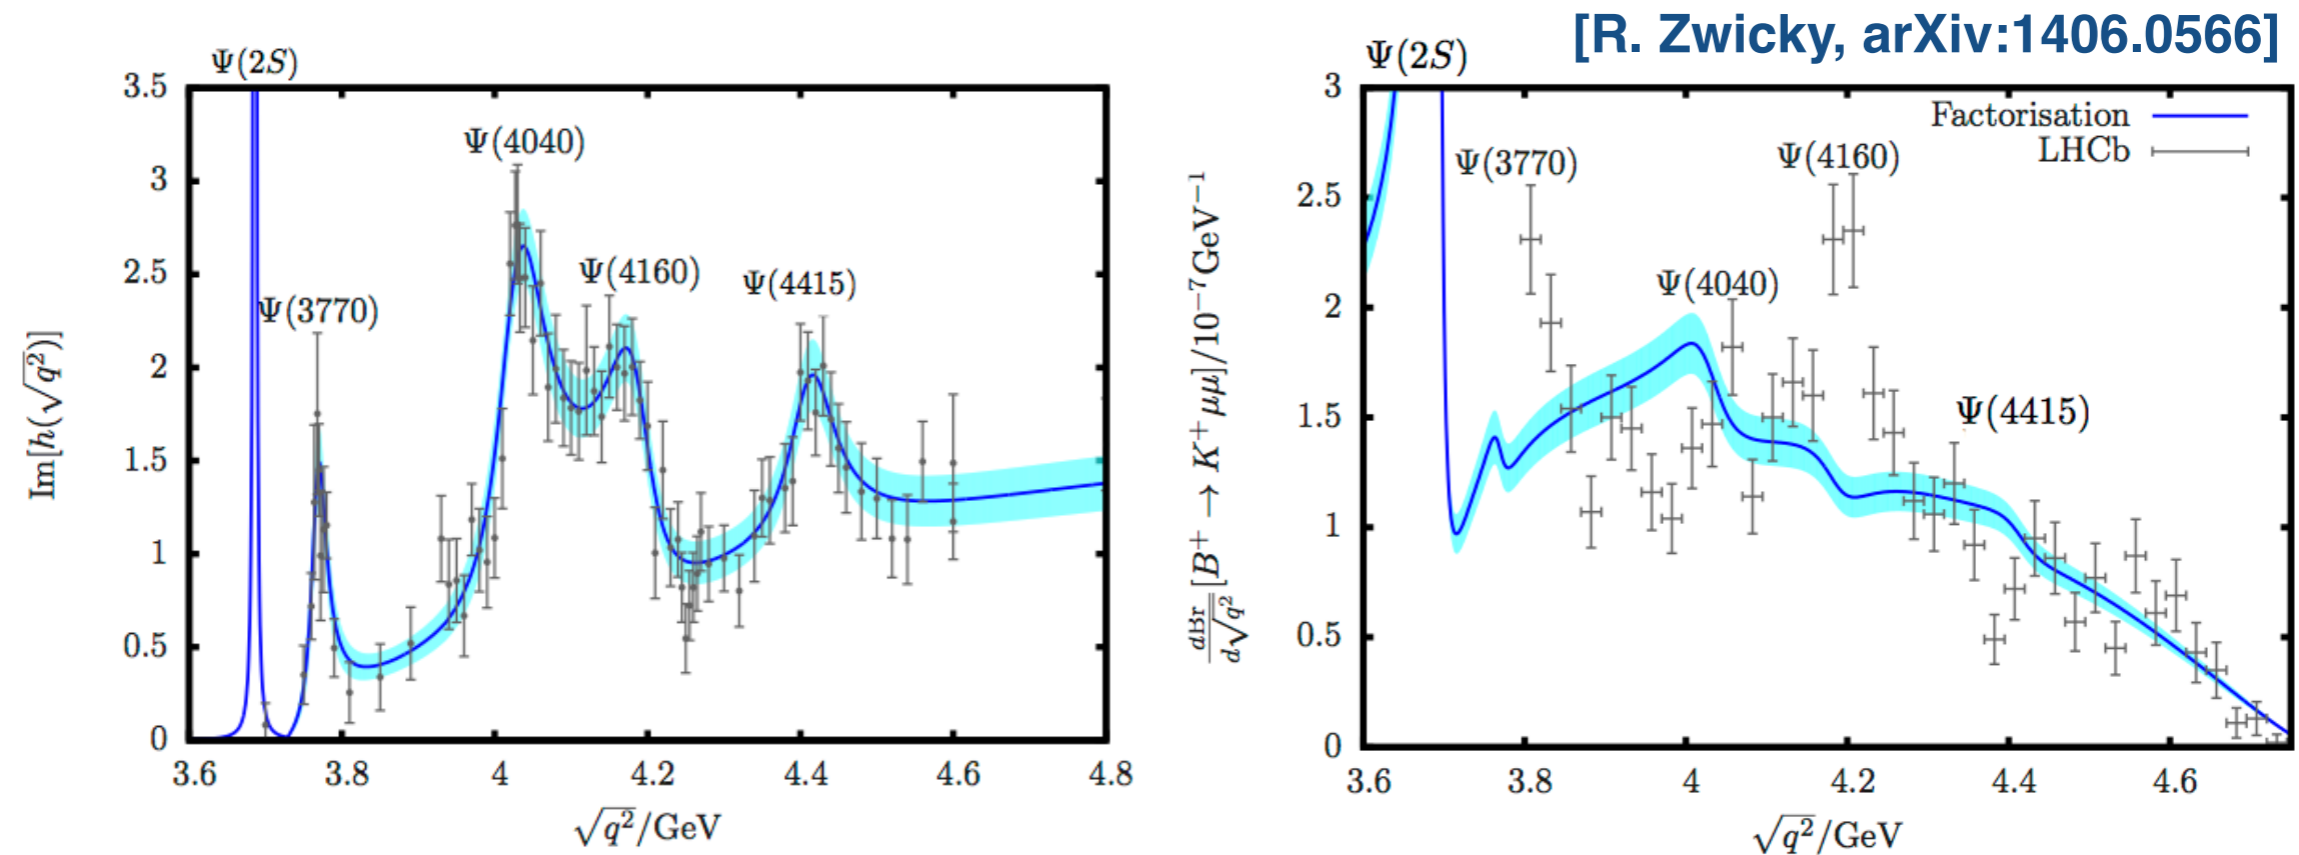 [R. Zwicky, arXiv:1406.0566]
Ψ(2S)
3.5
3
2.5
2
1.5
1
0.5
0
Im[h(√q²)]
Ψ(3770)
Ψ(4040)
Ψ(4160)
Ψ(4415)
3.6 3.8 4 4.2 4.4 4.6 4.8
√q²/GeV
Ψ(2S)
3
2.5
2
1.5
1
0.5
0
dBr/d√q² [B⁺ → K⁺μμ]/10⁻⁷GeV⁻¹
Factorisation
LHCb
Ψ(3770)
Ψ(4160)
Ψ(4040)
Ψ(4415)
3.6 3.8 4 4.2 4.4 4.6
√q²/GeV